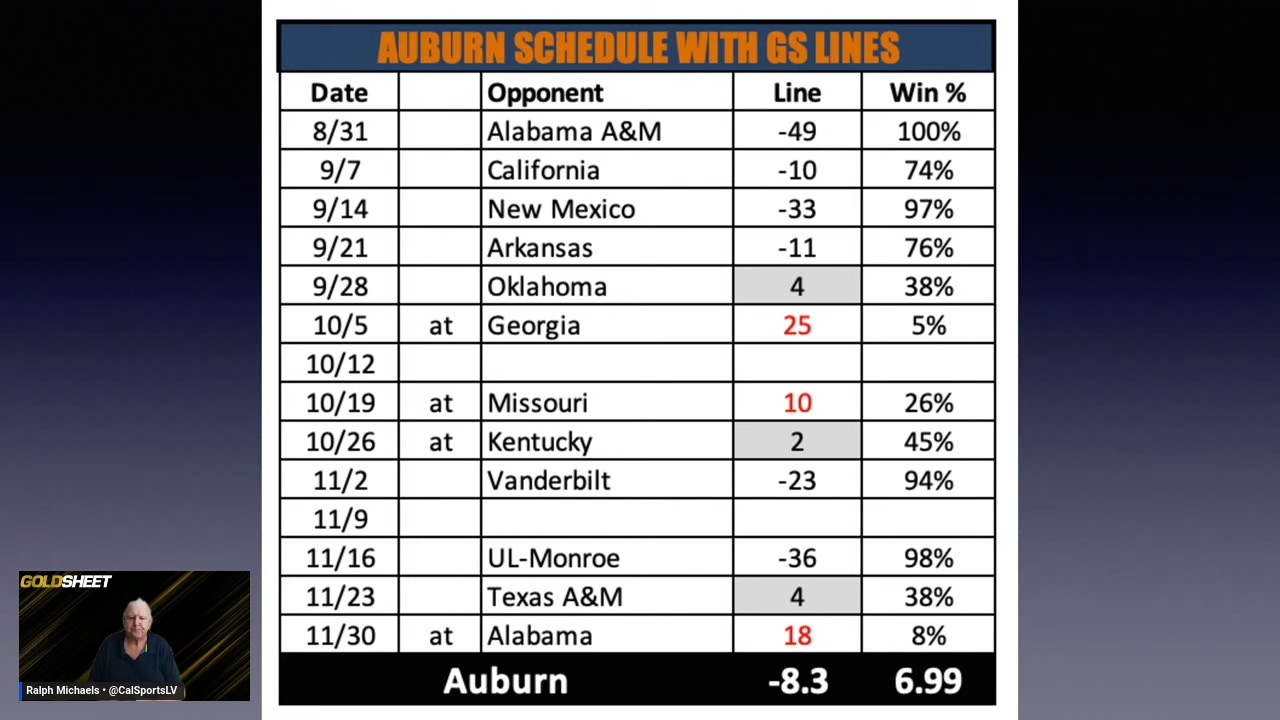 AUBURN SCHEDULE WITH GS LINES
Date Opponent Line Win %
8/31 Alabama A&M -49 100%
9/7 California -10 74%
9/14 New Mexico -33 97%
9/21 Arkansas -11 76%
9/28 Oklahoma 4 38%
10/5 at Georgia 25 5%
10/12
10/19 at Missouri 10 26%
10/26 at Kentucky 2 45%
11/2 Vanderbilt -23 94%
11/9
11/16 UL-Monroe -36 98%
11/23 Texas A&M 4 38%
11/30 at Alabama 18 8%
Auburn -8.3 6.99
GOLDSHEET
Ralph Michaels • @CalSportsLV